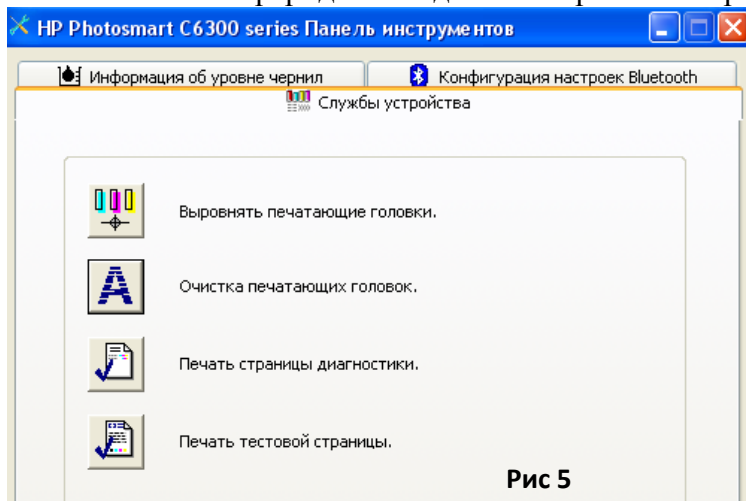 HP Photosmart C6300 series Панель инструментов
Информация об уровне чернил
Конфигурация настроек Bluetooth
Службы устройства
Выровнять печатающие головки.
Очистка печатающих головок.
Печать страницы диагностики.
Печать тестовой страницы.
Рис 5